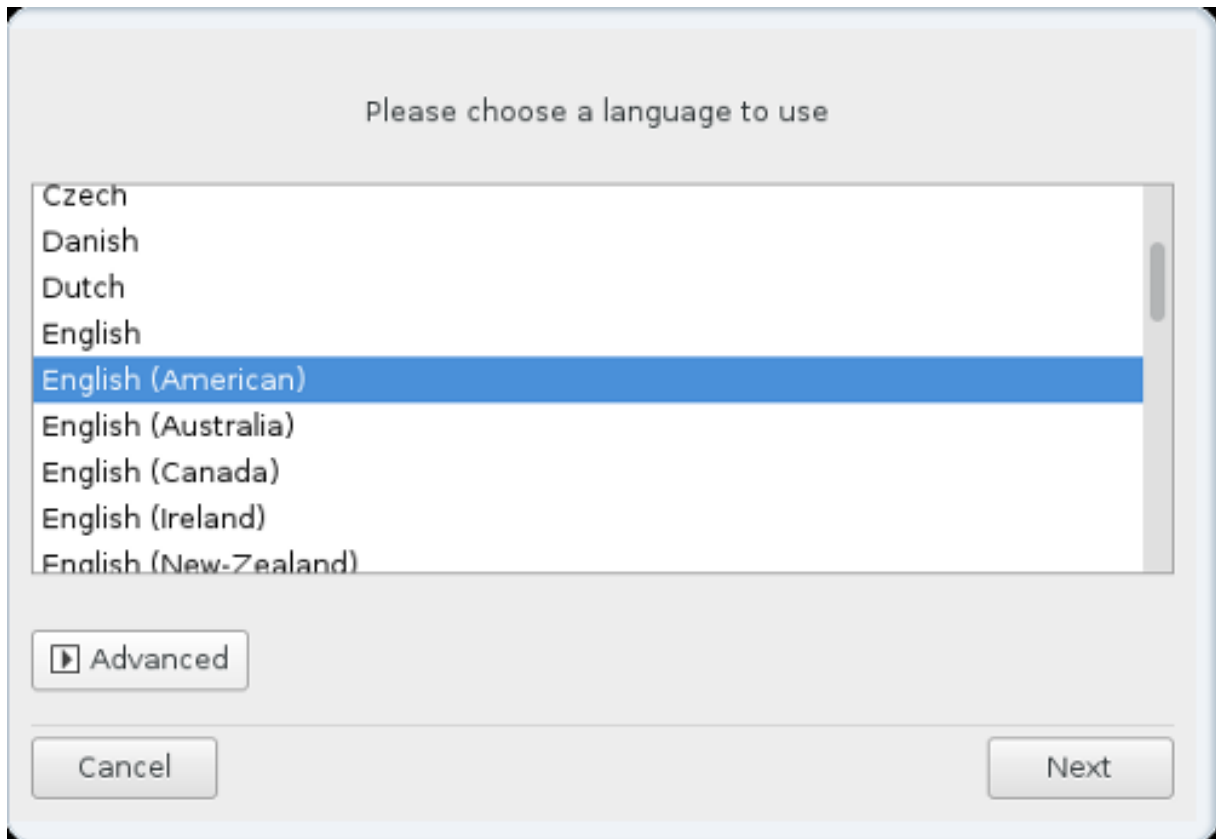 Please choose a language to use
Czech
Danish
Dutch
English
English (American)
English (Australia)
English (Canada)
English (Ireland)
English (New-Zealand)
Advanced
Cancel
Next